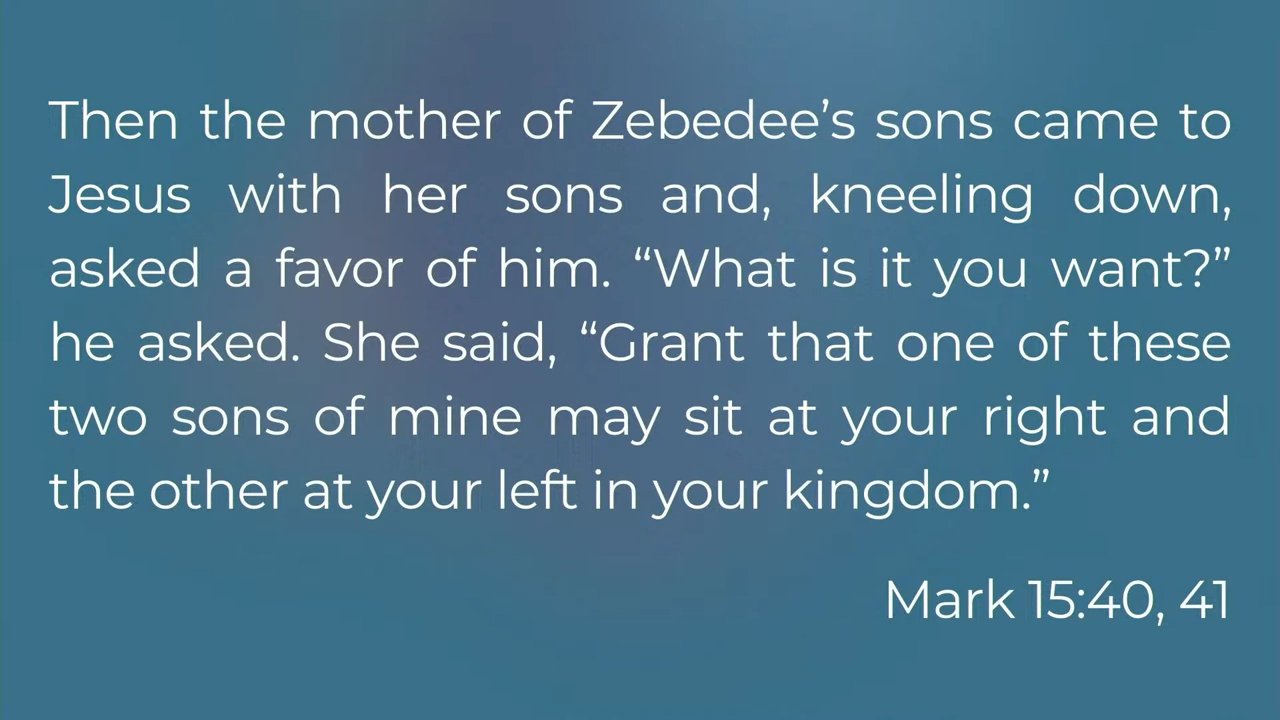 Then the mother of Zebedee’s sons came to
Jesus with her sons and, kneeling down,
asked a favor of him. “What is it you want?”
he asked. She said, “Grant that one of these
two sons of mine may sit at your right and
the other at your left in your kingdom.”
Mark 15:40, 41